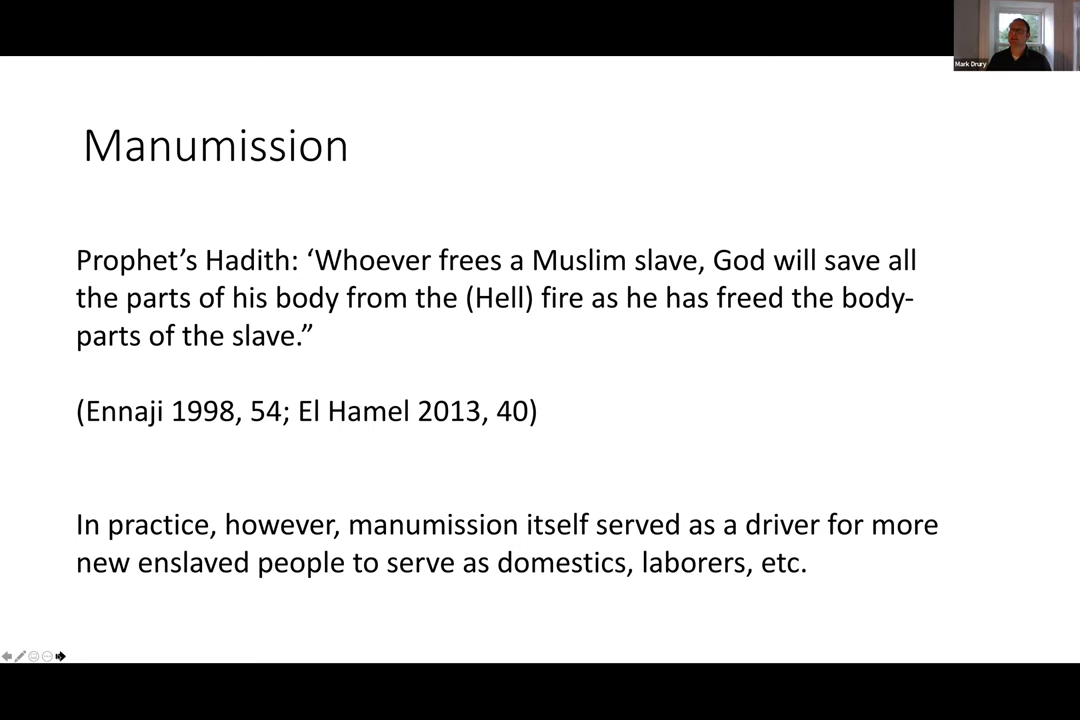 Mark Drury
Manumission
Prophet’s Hadith: ‘Whoever frees a Muslim slave, God will save all
the parts of his body from the (Hell) fire as he has freed the body-
parts of the slave.”
(Ennaji 1998, 54; El Hamel 2013, 40)
In practice, however, manumission itself served as a driver for more
new enslaved people to serve as domestics, laborers, etc.